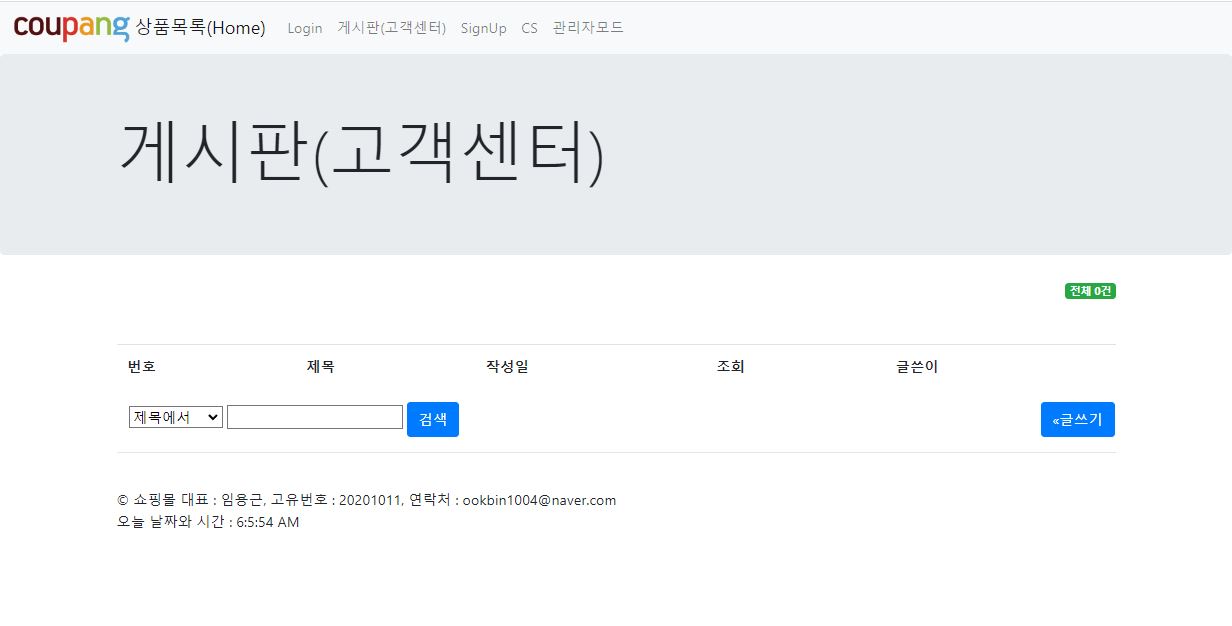 coupang 상품목록(Home) Login 게시판(고객센터) SignUp CS 관리자모드
게시판(고객센터)
전체 0건
번호 제목 작성일 조회 글쓴이
제목에서 검색 «글쓰기
© 쇼핑몰 대표 : 임용근, 고유번호 : 20201011, 연락처 : ookbin1004@naver.com
오늘 날짜와 시간 : 6:5:54 AM